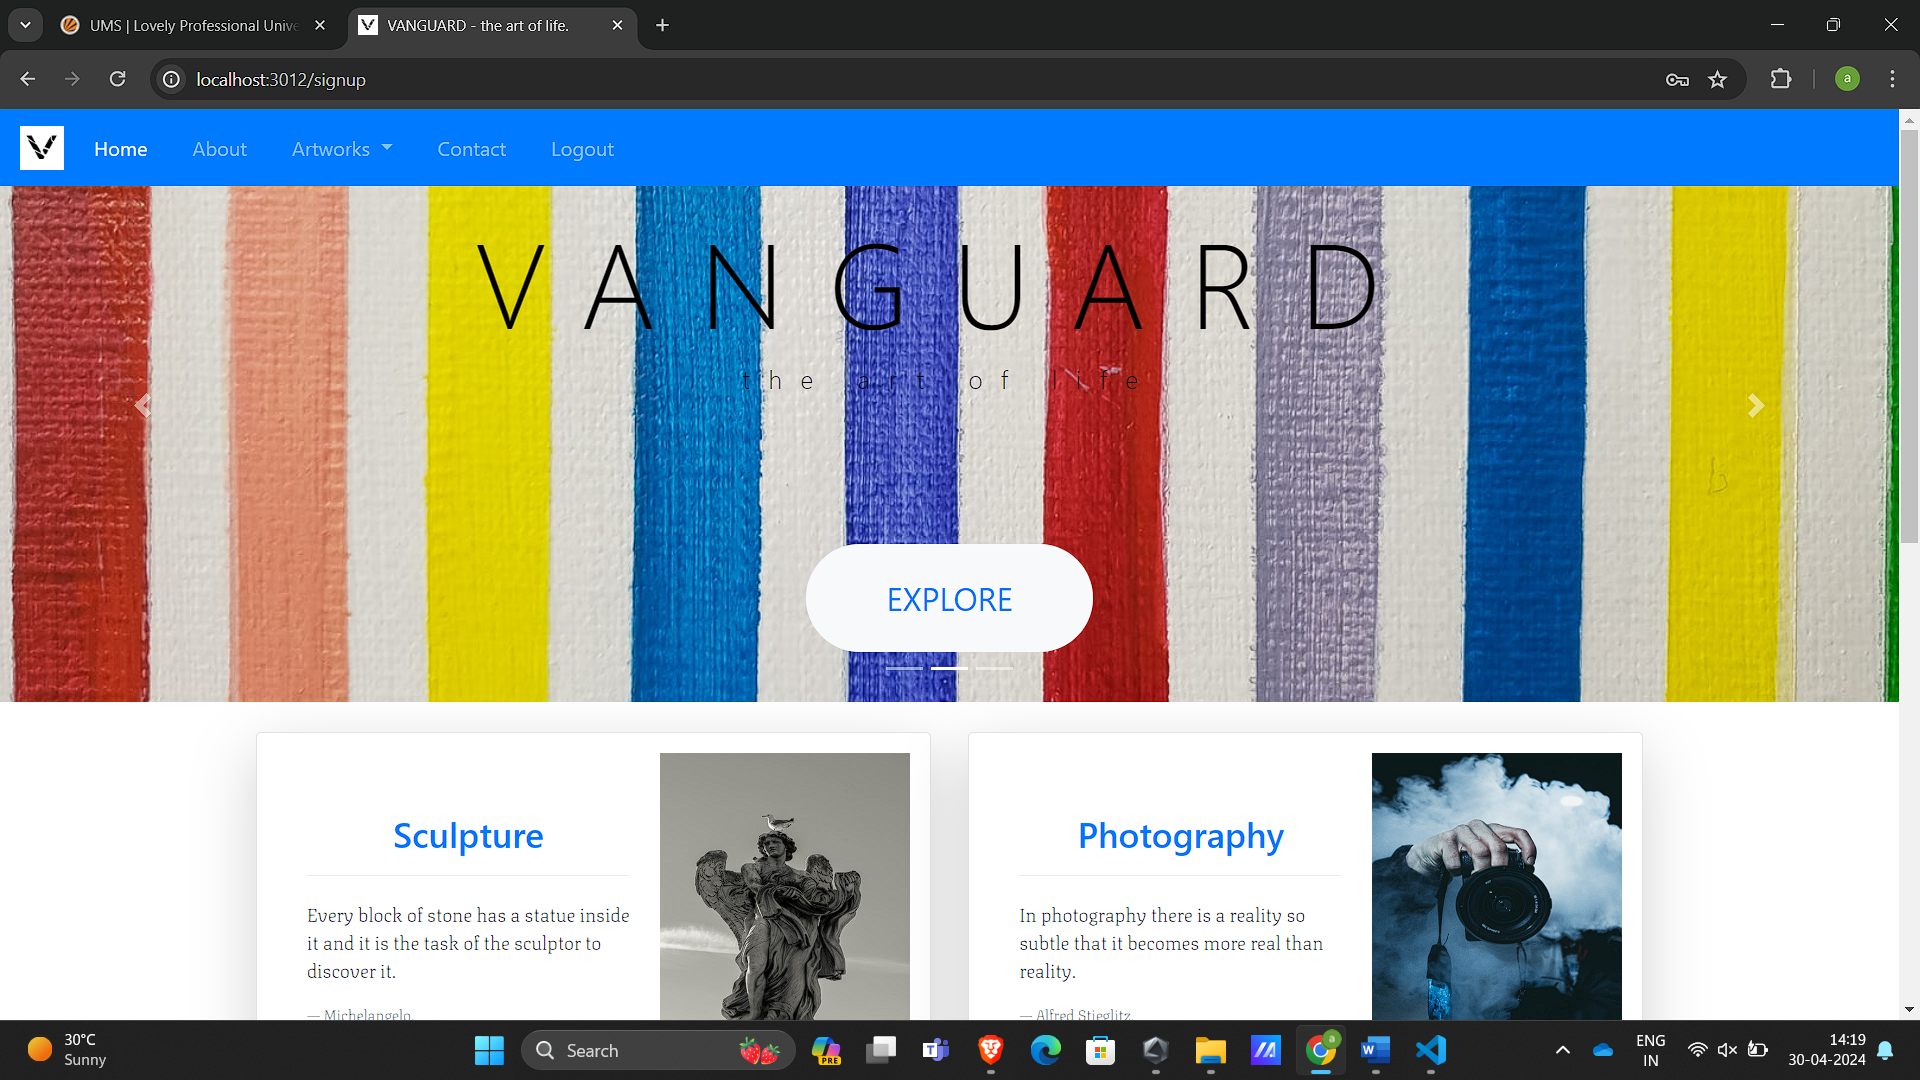 UMS | Lovely Professional Unive
VANGUARD - the art of life.
localhost:3012/signup
a
Home
About
Artworks
Contact
Logout
VANGUARD
the art of life
EXPLORE
Sculpture
Every block of stone has a statue inside
it and it is the task of the sculptor to
discover it.
— Michelangelo.
Photography
In photography there is a reality so
subtle that it becomes more real than
reality.
— Alfred Stieglitz
30°C
Sunny
Search
PRE
a
ENG
IN
14:19
30-04-2024